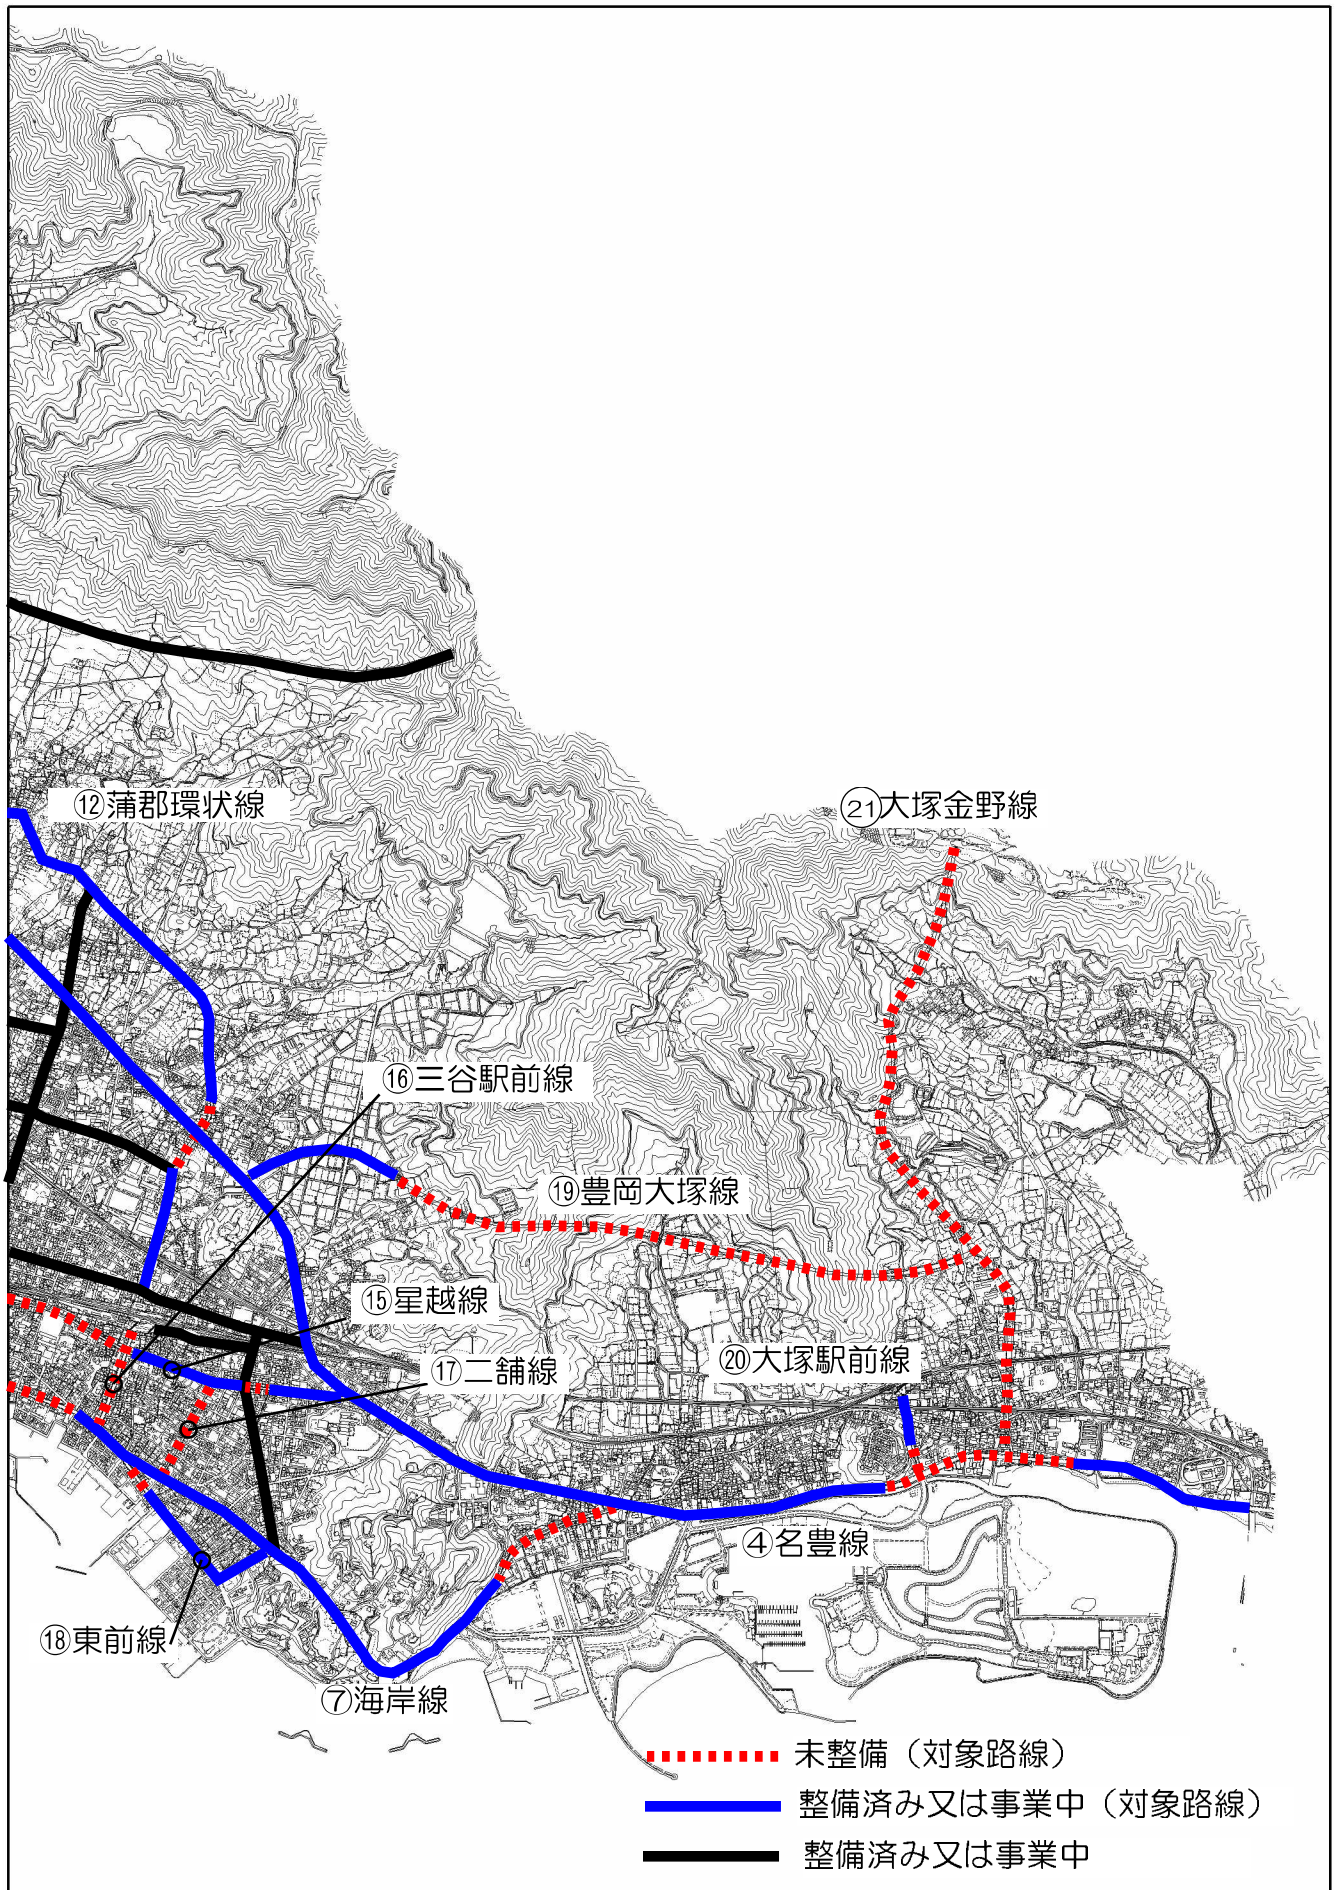 ⑫蒲郡環状線
㉑大塚金野線
⑯三谷駅前線
⑲豊岡大塚線
⑮星越線
⑰二舗線
⑳大塚駅前線
④名豊線
⑱東前線
⑦海岸線
未整備（対象路線）
整備済み又は事業中（対象路線）
整備済み又は事業中